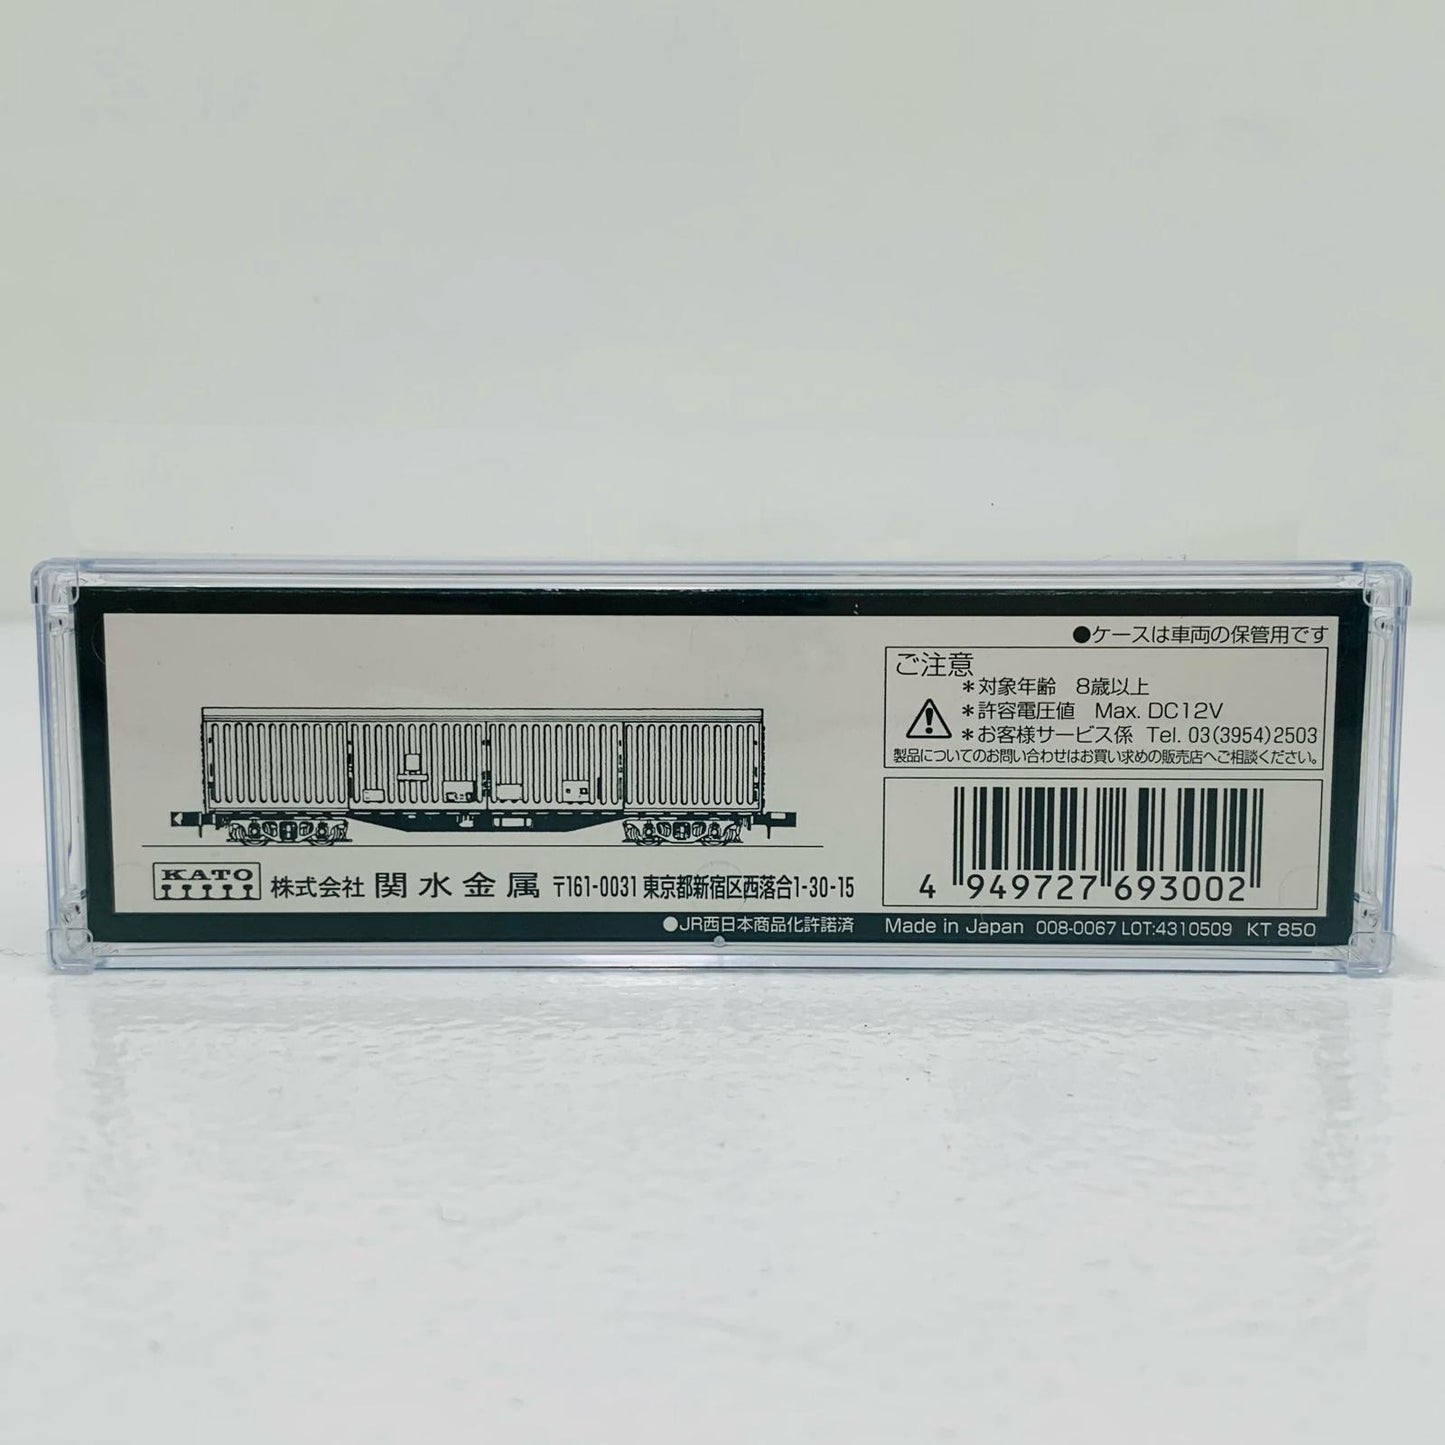 ●ケースは車両の保管用です
ご注意
＊対象年齢　8歳以上
＊許容電圧値　Max. DC12V
＊お客様サービス係　Tel. 03(3954)2503
製品についてのお問い合わせはお買い求めの販売店へご相談ください。
4 949727 693002
KATO 株式会社 関水金属 〒161-0031 東京都新宿区西落合1-30-15
●JR西日本商品化許諾済 Made in Japan 008-0067 LOT:4310509 KT 850